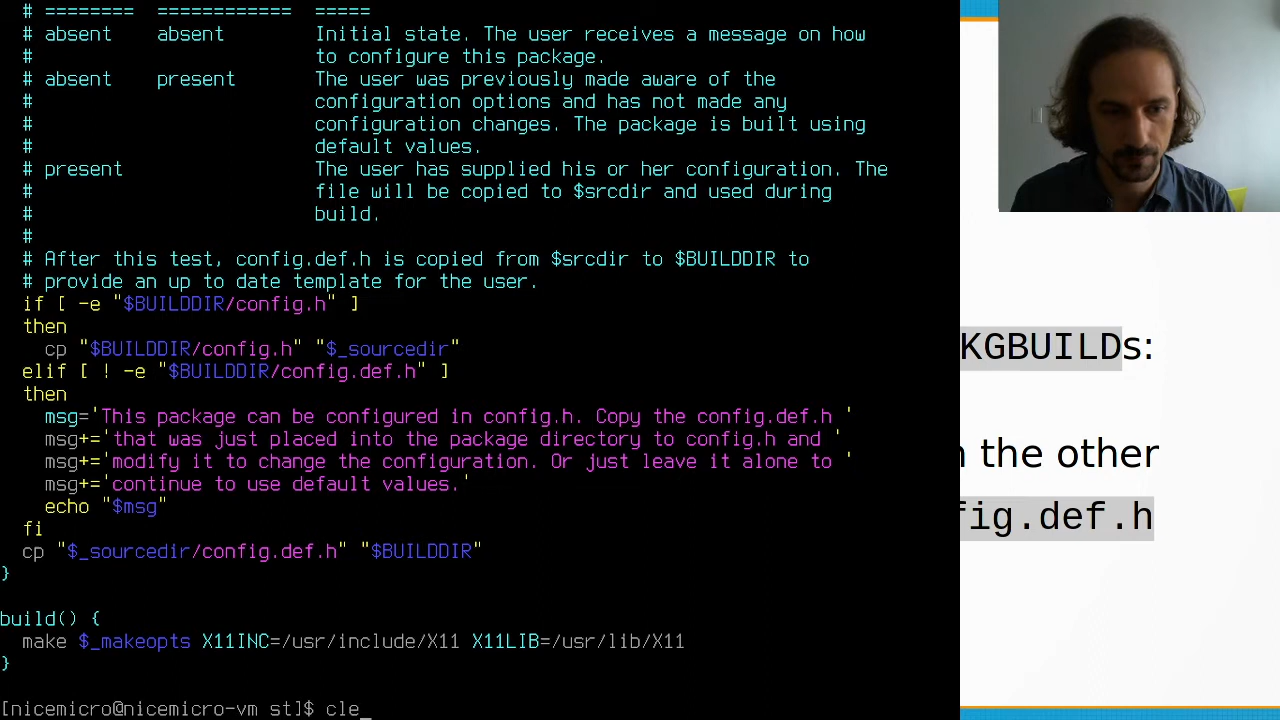 # ======== ============ =====
# absent absent Initial state. The user receives a message on how
# to configure this package.
# absent present The user was previously made aware of the
# configuration options and has not made any
# configuration changes. The package is built using
# default values.
# present The user has supplied his or her configuration. The
# file will be copied to $srcdir and used during
# build.
#
# After this test, config.def.h is copied from $srcdir to $BUILDDIR to
# provide an up to date template for the user.
if [ -e "$BUILDDIR/config.h" ]
then
cp "$BUILDDIR/config.h" "$_sourcedir"
elif [ ! -e "$BUILDDIR/config.def.h" ]
then
msg='This package can be configured in config.h. Copy the config.def.h '
msg+='that was just placed into the package directory to config.h and '
msg+='modify it to change the configuration. Or just leave it alone to '
msg+='continue to use default values.'
echo "$msg"
fi
cp "$_sourcedir/config.def.h" "$BUILDDIR"
}
build() {
make $_makeopts X11INC=/usr/include/X11 X11LIB=/usr/lib/X11
}
[nicemicro@nicemicro-vm st]$ cle_
KGBUILDs:
n the other
fig.def.h